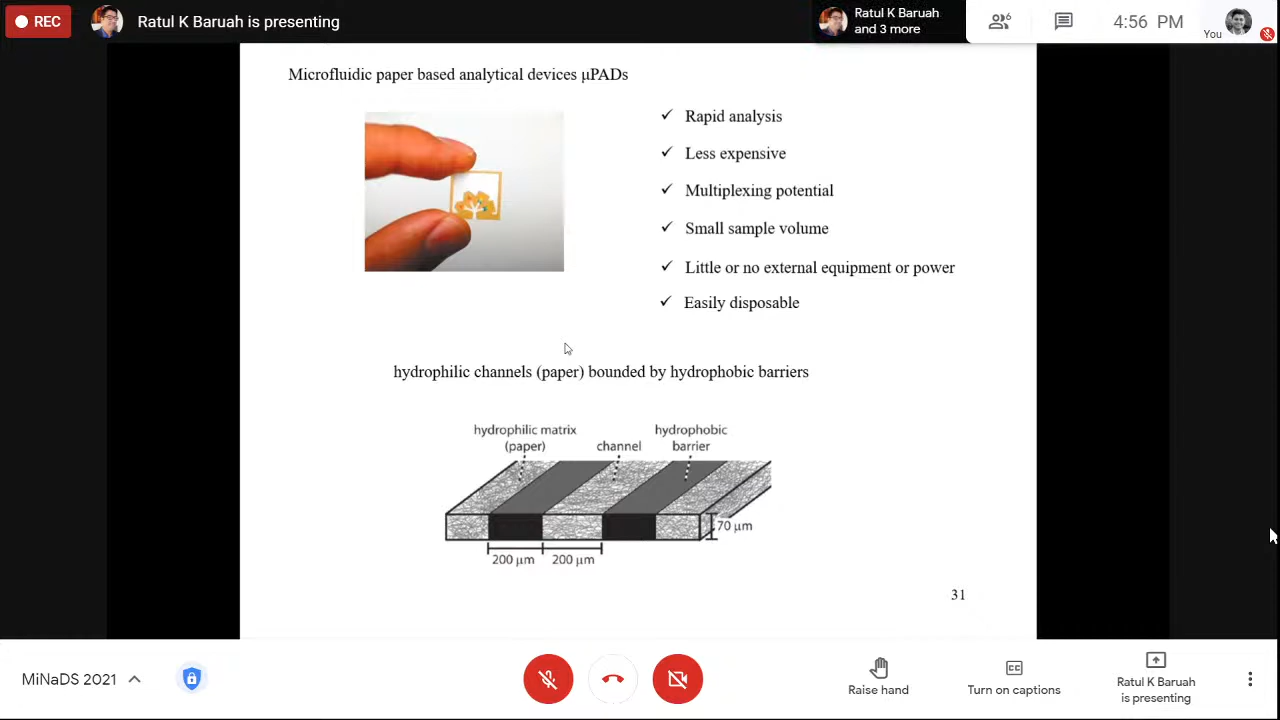 REC
Ratul K Baruah is presenting
Ratul K Baruah
and 3 more
6
4:56 PM
You
Microfluidic paper based analytical devices μPADs
✓ Rapid analysis
✓ Less expensive
✓ Multiplexing potential
✓ Small sample volume
✓ Little or no external equipment or power
✓ Easily disposable
hydrophilic channels (paper) bounded by hydrophobic barriers
hydrophilic matrix
(paper)
channel
hydrophobic
barrier
70 μm
200 μm
200 μm
31
MiNaDS 2021
Raise hand
CC
Turn on captions
Ratul K Baruah
is presenting